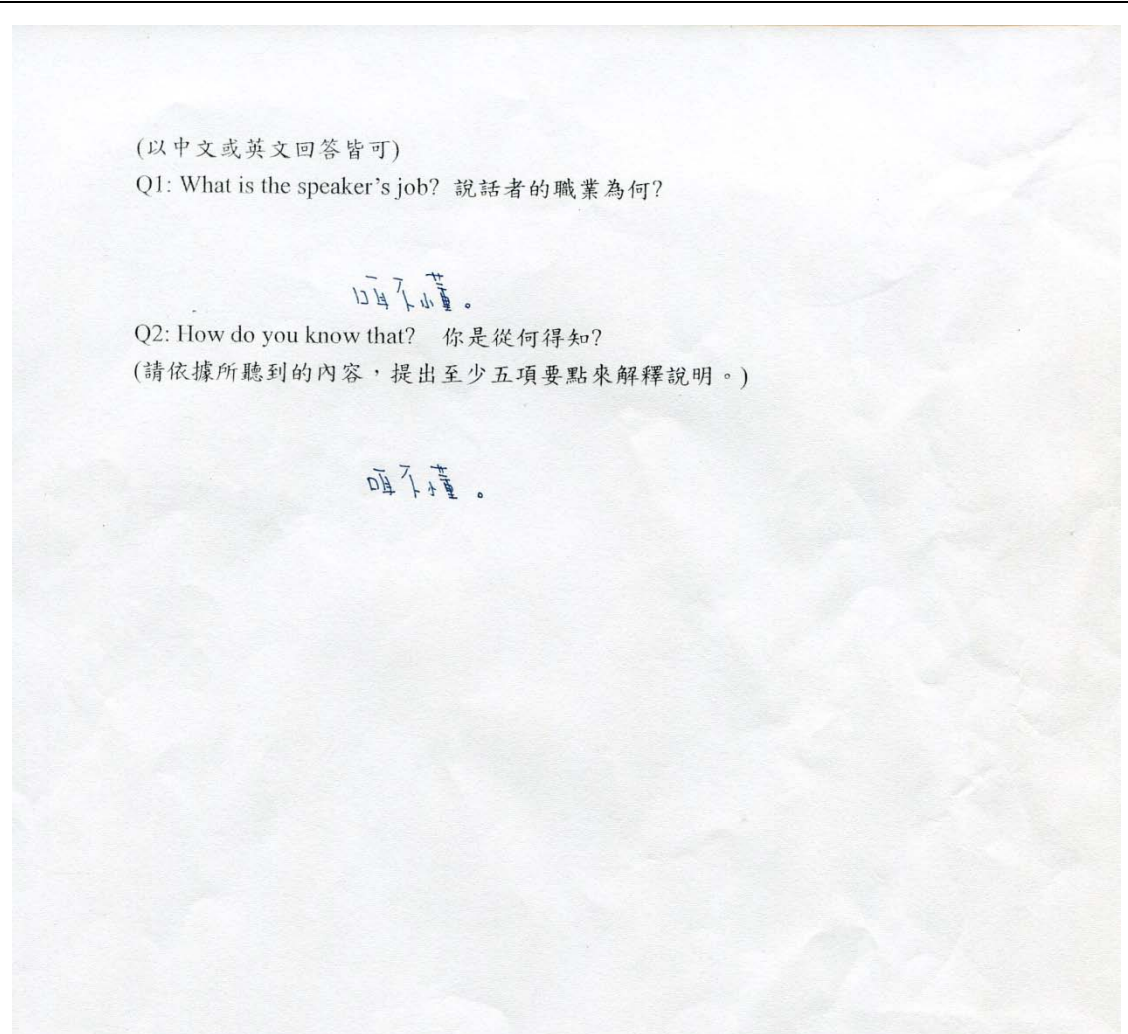 (以中文或英文回答皆可)
Q1: What is the speaker's job? 說話者的職業為何?
咡不懂。
Q2: How do you know that? 你是從何得知?
(請依據所聽到的內容,提出至少五項要點來解釋說明。)
咡不懂。